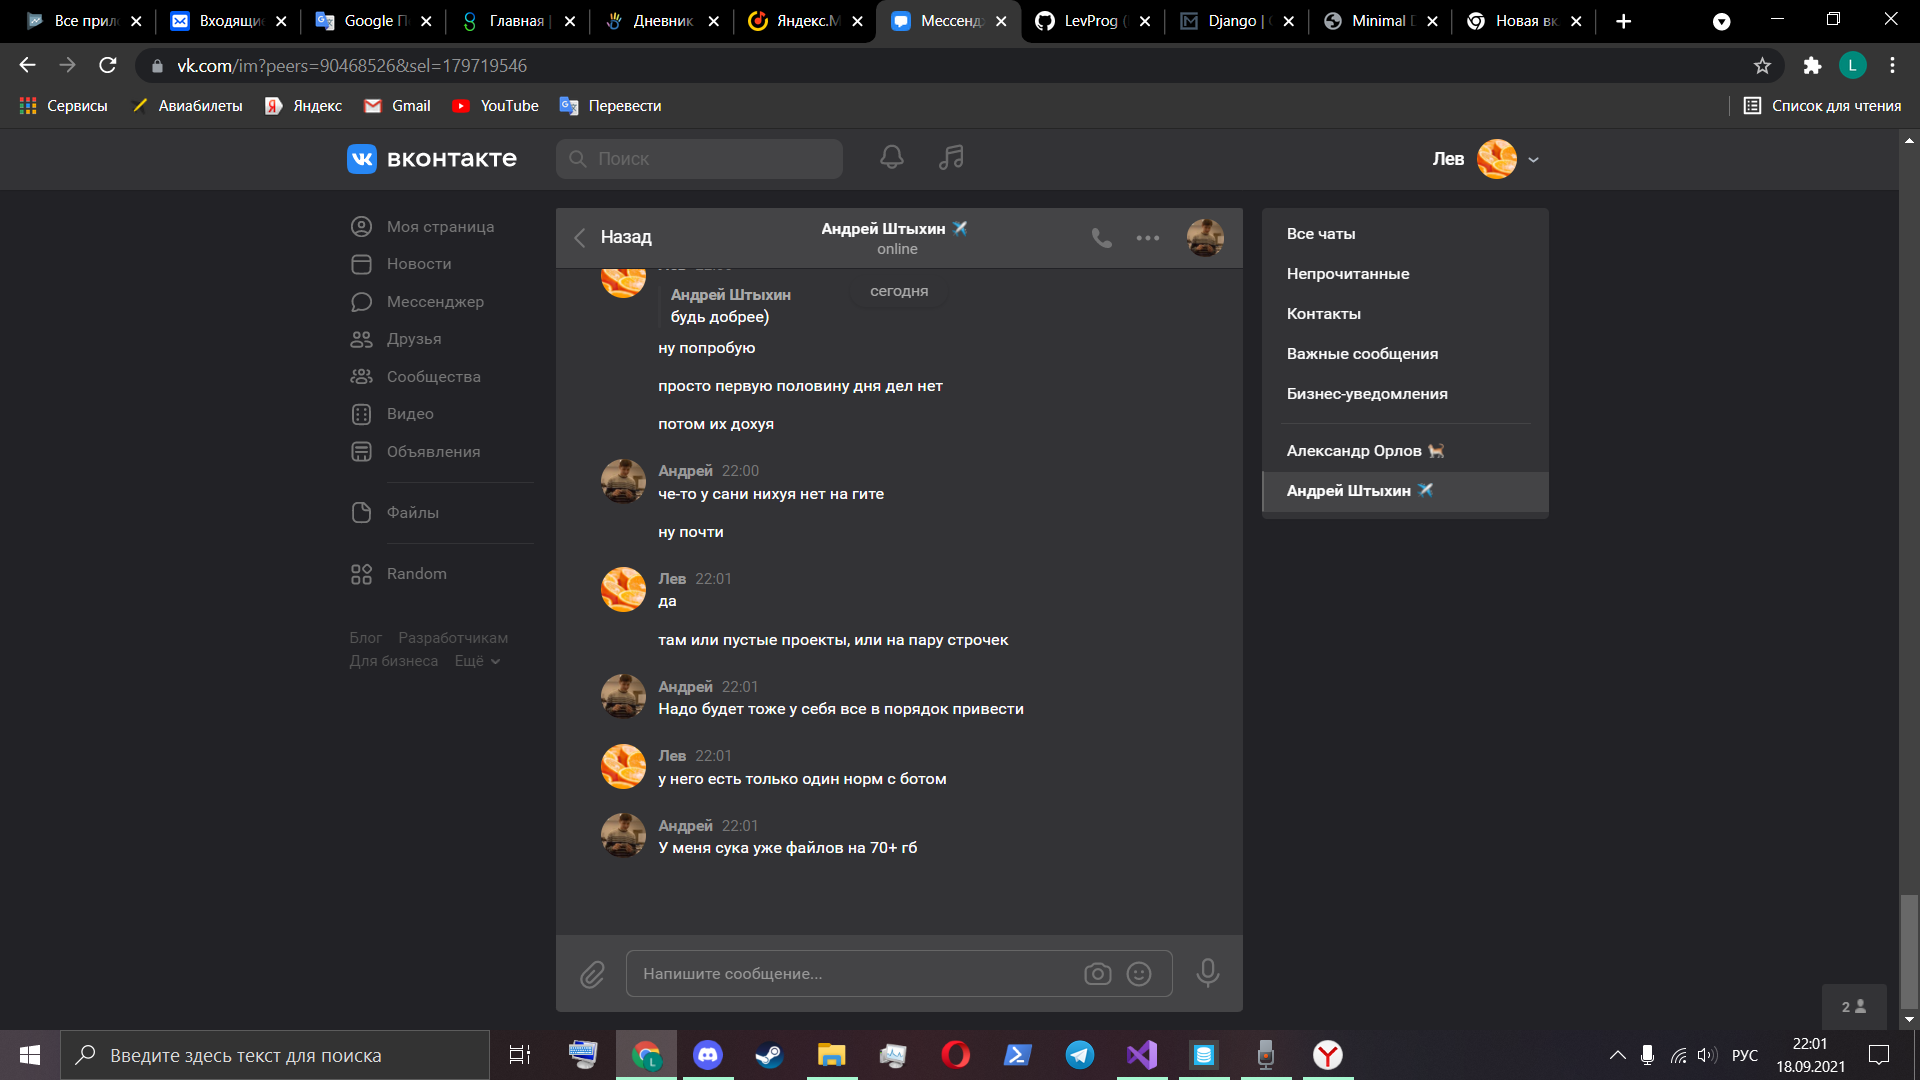 Все прил
Входящи
Google П
Главная |
Дневник
Яндекс.М
Мессендж
LevProg (
Django |
Minimal D
Новая вк
vk.com/im?peers=90468526&sel=179719546
L
Сервисы
Авиабилеты
Яндекс
Gmail
YouTube
Перевести
Список для чтения
вконтакте
Поиск
Лев
Моя страница
Новости
Мессенджер
Друзья
Сообщества
Видео
Объявления
Файлы
Random
Блог Разработчикам
Для бизнеса Ещё
Назад
Андрей Штыхин
online
сегодня
Андрей Штыхин
будь добрее)
ну попробую
просто первую половину дня дел нет
потом их дохуя
Андрей 22:00
че-то у сани нихуя нет на гите
ну почти
Лев 22:01
да
там или пустые проекты, или на пару строчек
Андрей 22:01
Надо будет тоже у себя все в порядок привести
Лев 22:01
у него есть только один норм с ботом
Андрей 22:01
У меня сука уже файлов на 70+ гб
Напишите сообщение...
Все чаты
Непрочитанные
Контакты
Важные сообщения
Бизнес-уведомления
Александр Орлов
Андрей Штыхин
2
Введите здесь текст для поиска
РУС
22:01
18.09.2021